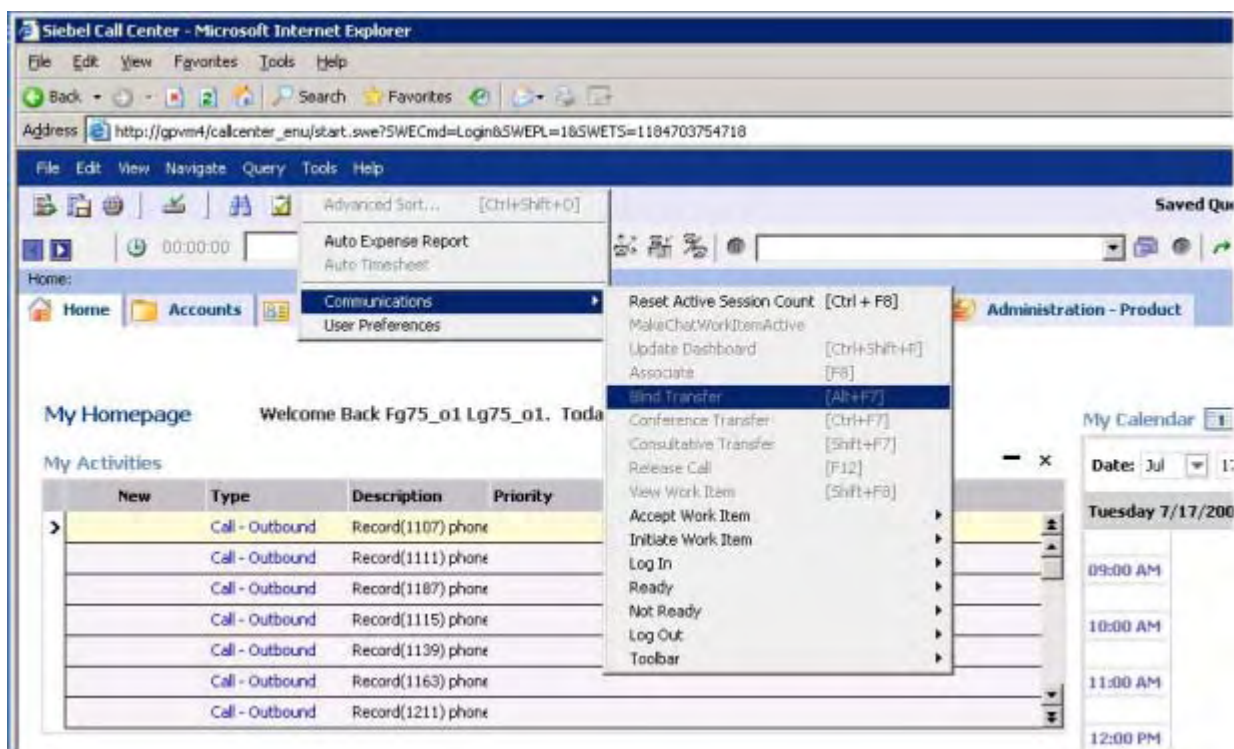 Siebel Call Center - Microsoft Internet Explorer
File Edit View Favorites Tools Help
Back Search Favorites
Address http://gpvm4/callcenter_enu/start.swe?SWECmd=Login&SWEPL=1&SWETS=1184703754718
File Edit View Navigate Query Tools Help
Advanced Sort... [Ctrl+Shift+O]
Saved Que
00:00:00
Auto Expense Report
Auto Timesheet
Home:
Home Accounts
Communications
User Preferences
Administration - Product
Reset Active Session Count [Ctrl + F8]
MakeChatWorkItemActive
Update Dashboard
Associate [F8]
Blind Transfer [Alt+F7]
Conference Transfer [Ctrl+F7]
Consultative Transfer [Shift+F7]
Release Call [F12]
View Work Item [Shift+F8]
Accept Work Item
Initiate Work Item
Log In
Ready
Not Ready
Log Out
Toolbar
My Homepage Welcome Back Fg75_o1 Lg75_o1. Toda
My Activities
New Type Description Priority
Call - Outbound Record(1107) phone
Call - Outbound Record(1111) phone
Call - Outbound Record(1187) phone
Call - Outbound Record(1115) phone
Call - Outbound Record(1139) phone
Call - Outbound Record(1163) phone
Call - Outbound Record(1211) phone
My Calendar
Date: Jul 17
Tuesday 7/17/200
09:00 AM
10:00 AM
11:00 AM
12:00 PM